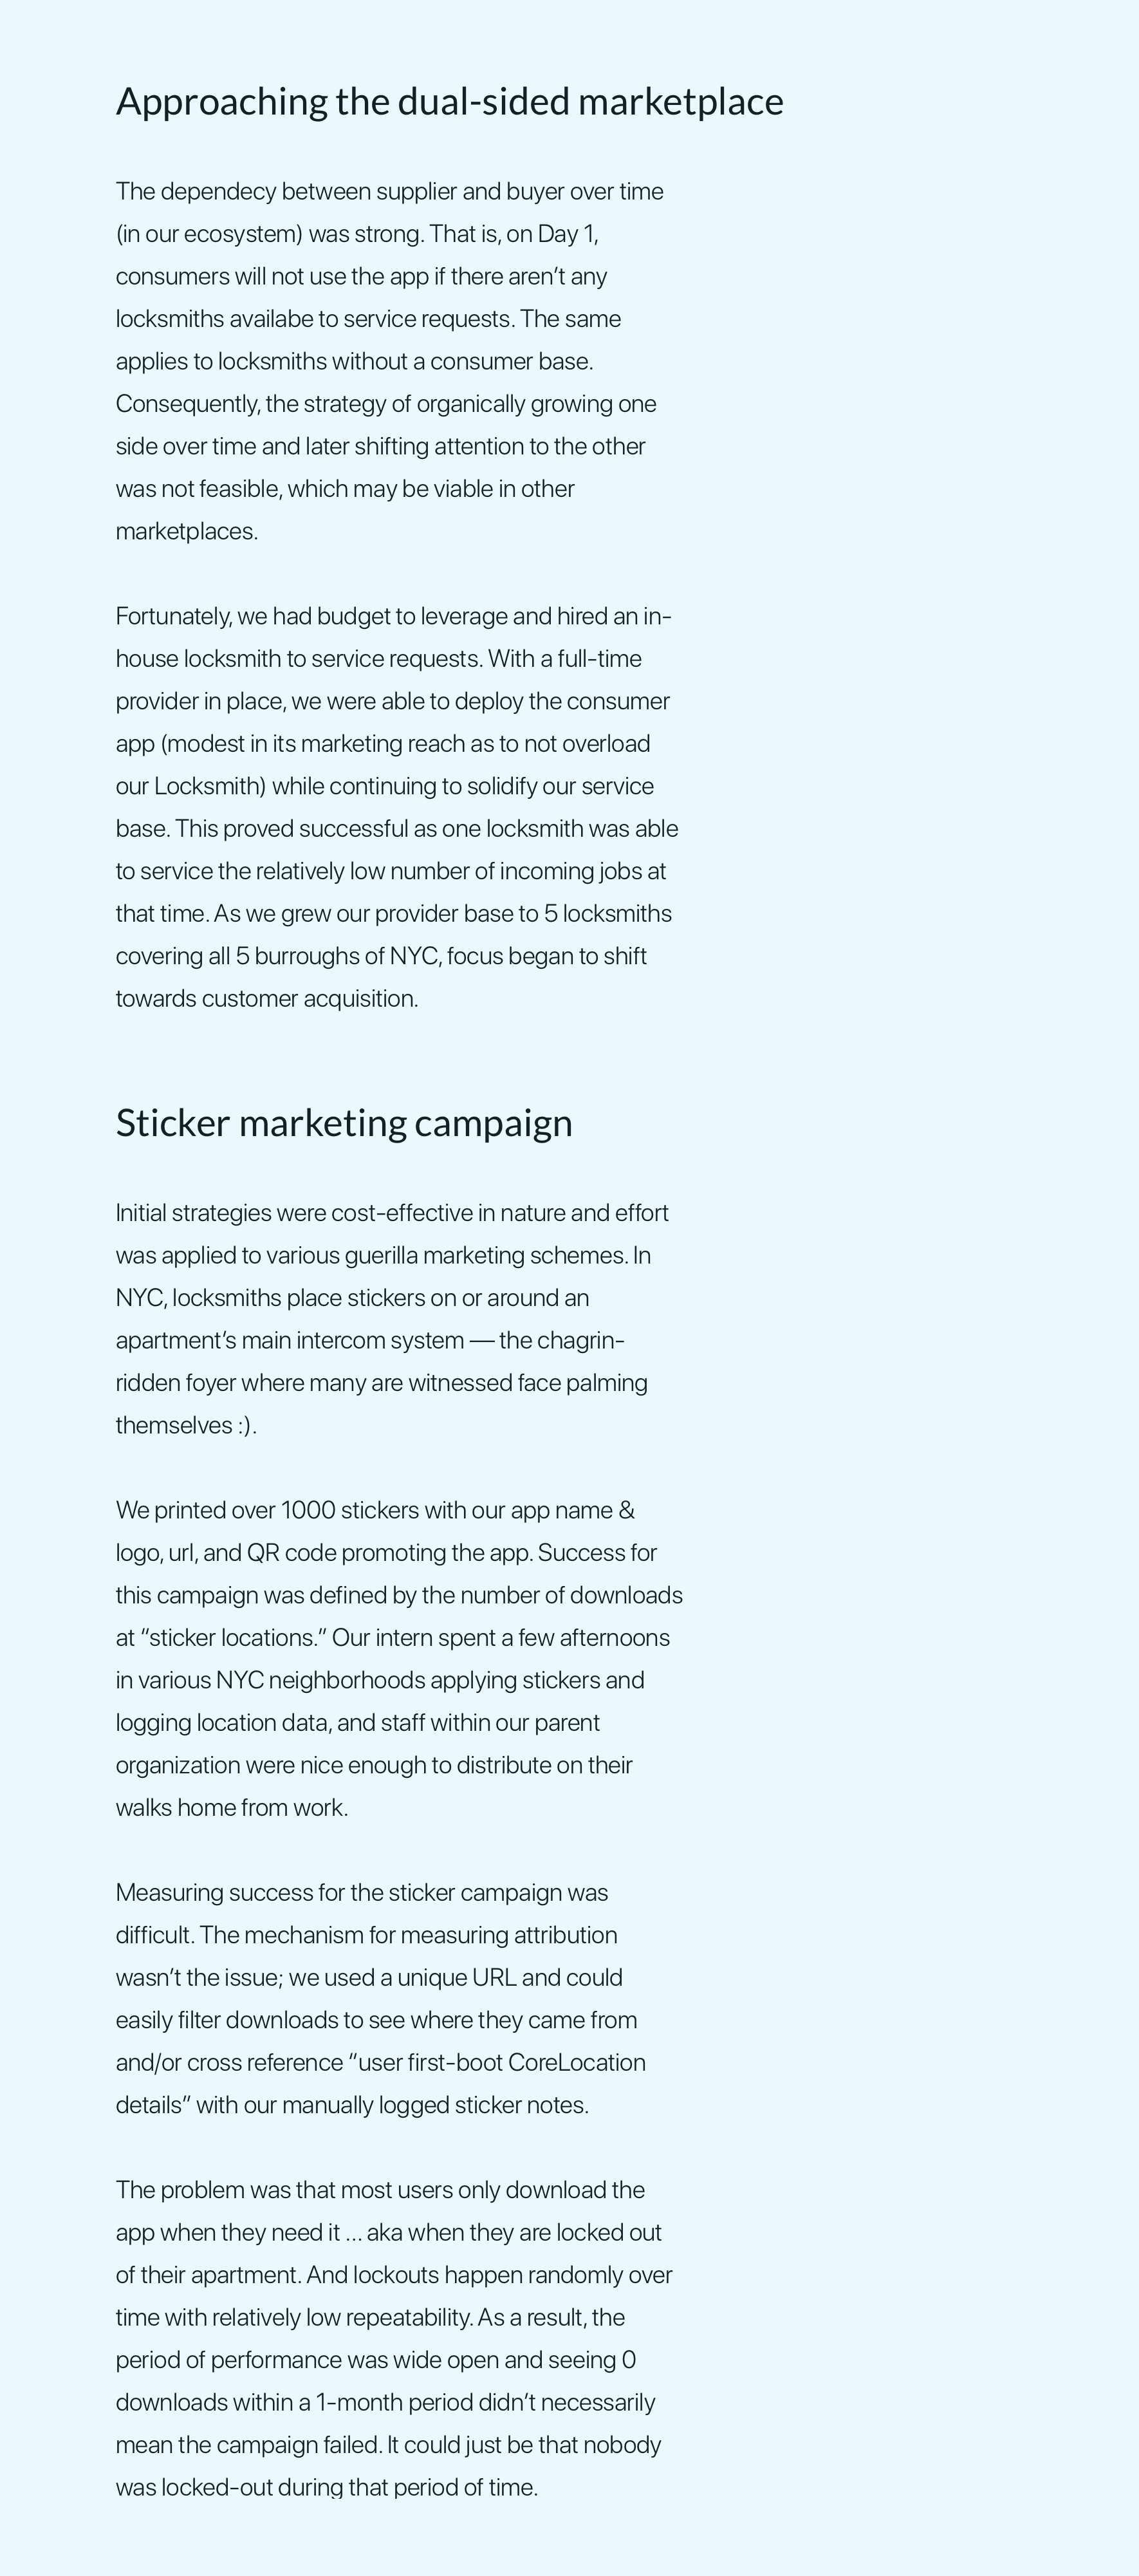 Approaching the dual-sided marketplace
The dependecy between supplier and buyer over time
(in our ecosystem) was strong. That is, on Day 1,
consumers will not use the app if there aren't any
locksmiths availabe to service requests. The same
applies to locksmiths without a consumer base.
Consequently, the strategy of organically growing one
side over time and later shifting attention to the other
was not feasible, which may be viable in other
marketplaces.
Fortunately, we had budget to leverage and hired an in-
house locksmith to service requests. With a full-time
provider in place, we were able to deploy the consumer
app (modest in its marketing reach as to not overload
our Locksmith) while continuing to solidify our service
base. This proved successful as one locksmith was able
to service the relatively low number of incoming jobs at
that time. As we grew our provider base to 5 locksmiths
covering all 5 burroughs of NYC, focus began to shift
towards customer acquisition.
Sticker marketing campaign
Initial strategies were cost-effective in nature and effort
was applied to various guerilla marketing schemes. In
NYC, locksmiths place stickers on or around an
apartment's main intercom system — the chagrin-
ridden foyer where many are witnessed face palming
themselves :).
We printed over 1000 stickers with our app name &
logo, url, and QR code promoting the app. Success for
this campaign was defined by the number of downloads
at “sticker locations.” Our intern spent a few afternoons
in various NYC neighborhoods applying stickers and
logging location data, and staff within our parent
organization were nice enough to distribute on their
walks home from work.
Measuring success for the sticker campaign was
difficult. The mechanism for measuring attribution
wasn't the issue; we used a unique URL and could
easily filter downloads to see where they came from
and/or cross reference “user first-boot CoreLocation
details” with our manually logged sticker notes.
The problem was that most users only download the
app when they need it ... aka when they are locked out
of their apartment. And lockouts happen randomly over
time with relatively low repeatability. As a result, the
period of performance was wide open and seeing 0
downloads within a 1-month period didn't necessarily
mean the campaign failed. It could just be that nobody
was locked-out during that period of time.